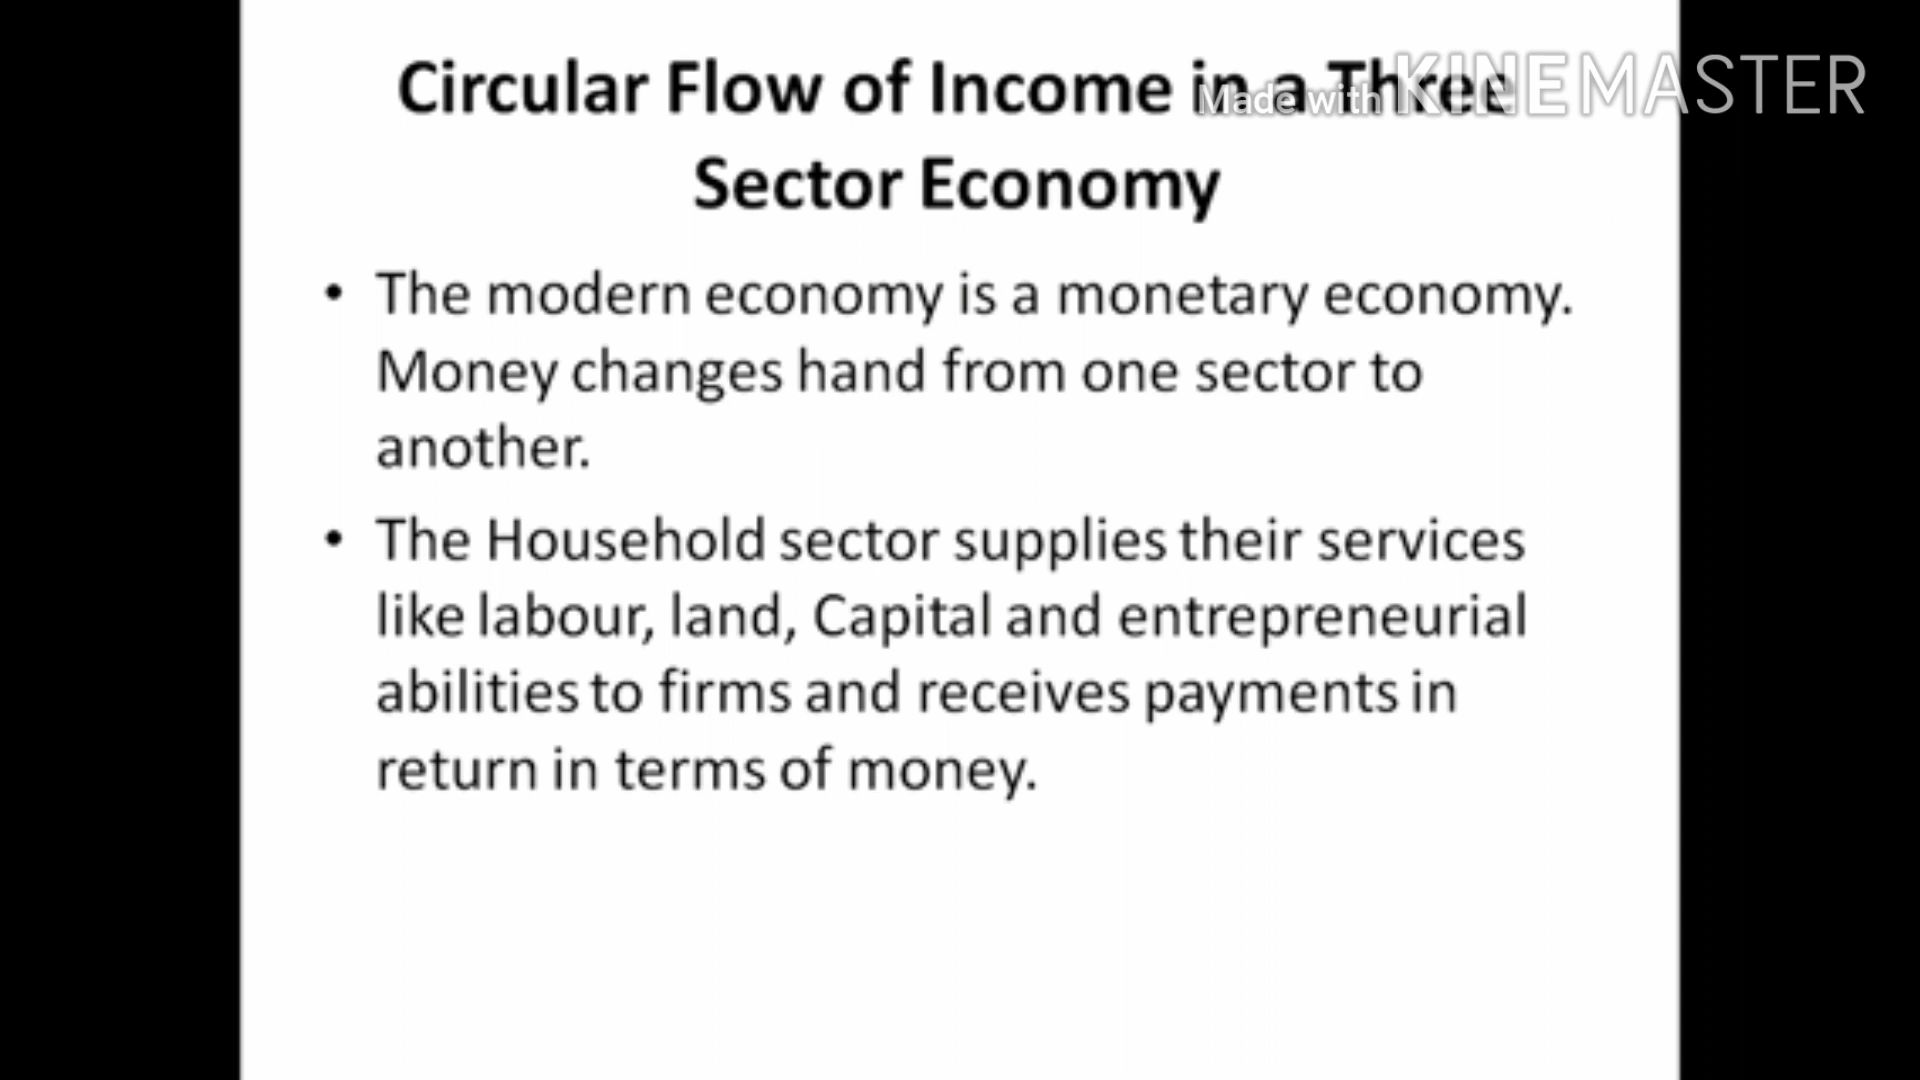 Circular Flow of Income in a Three
Made with KINEMASTER
Sector Economy
• The modern economy is a monetary economy.
Money changes hand from one sector to
another.
• The Household sector supplies their services
like labour, land, Capital and entrepreneurial
abilities to firms and receives payments in
return in terms of money.